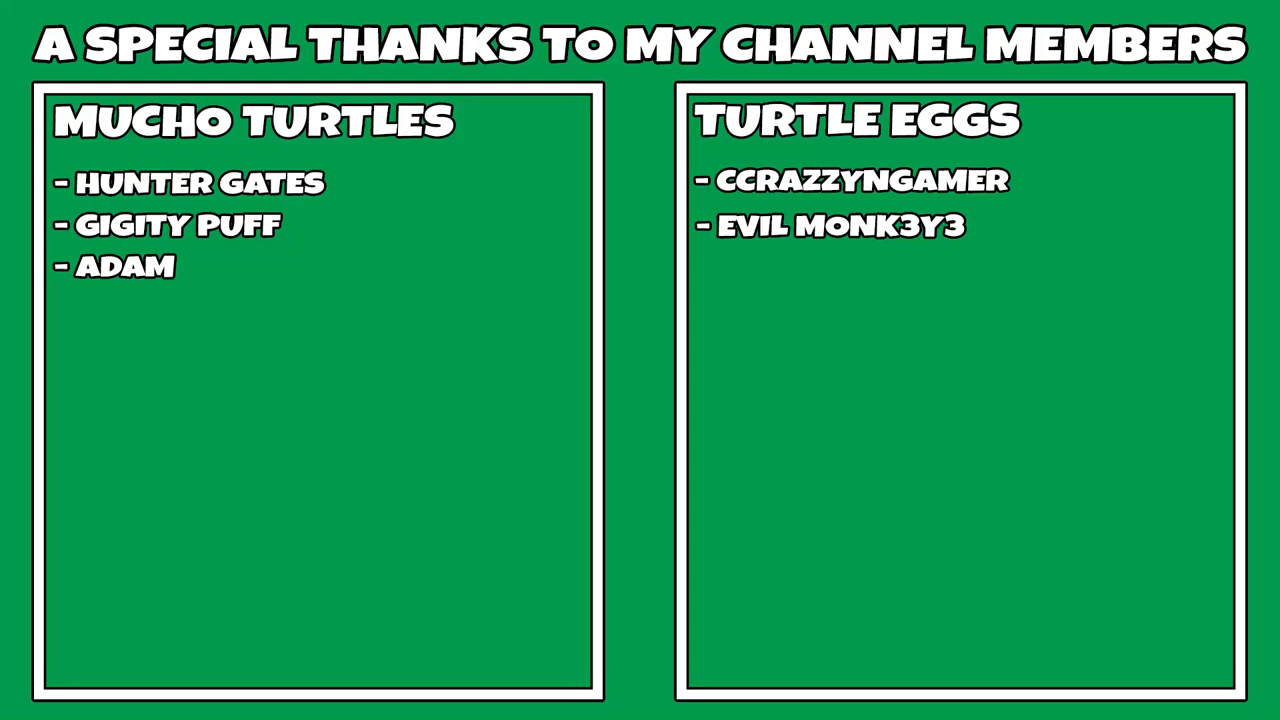 A SPECIAL THANKS TO MY CHANNEL MEMBERS
MUCHO TURTLES
- HUNTER GATES
- GIGITY PUFF
- ADAM
TURTLE EGGS
- CCRAZZYNGAMER
- EVIL MONK3Y3